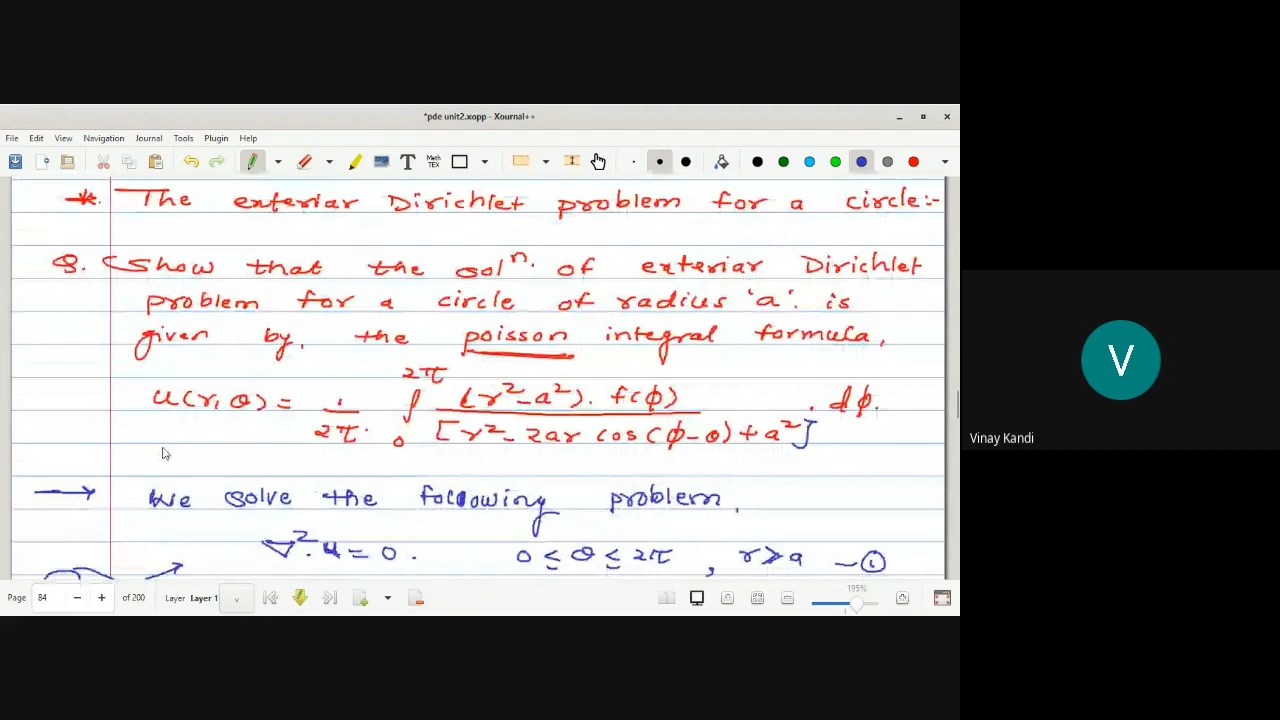 *pde unit2.xopp - Xournal++
File Edit View Navigation Journal Tools Plugin Help
* The exteriar Dirichlet problem for a circle:-
Q. Show that the solⁿ. of exteriar Dirichlet
problem for a circle of radius 'a'. is
given by, the poisson integral formula,
u(r,θ) = 1/2π ∫₀^2π (r²-a²). f(ϕ) / [r²- 2ar cos(ϕ-θ)+a²] . dϕ.
→ We solve the following problem.
∇².u = 0. 0 ≤ θ ≤ 2π , r>a —①
V
Vinay Kandi
Page 84 of 200 Layer Layer 1 195%